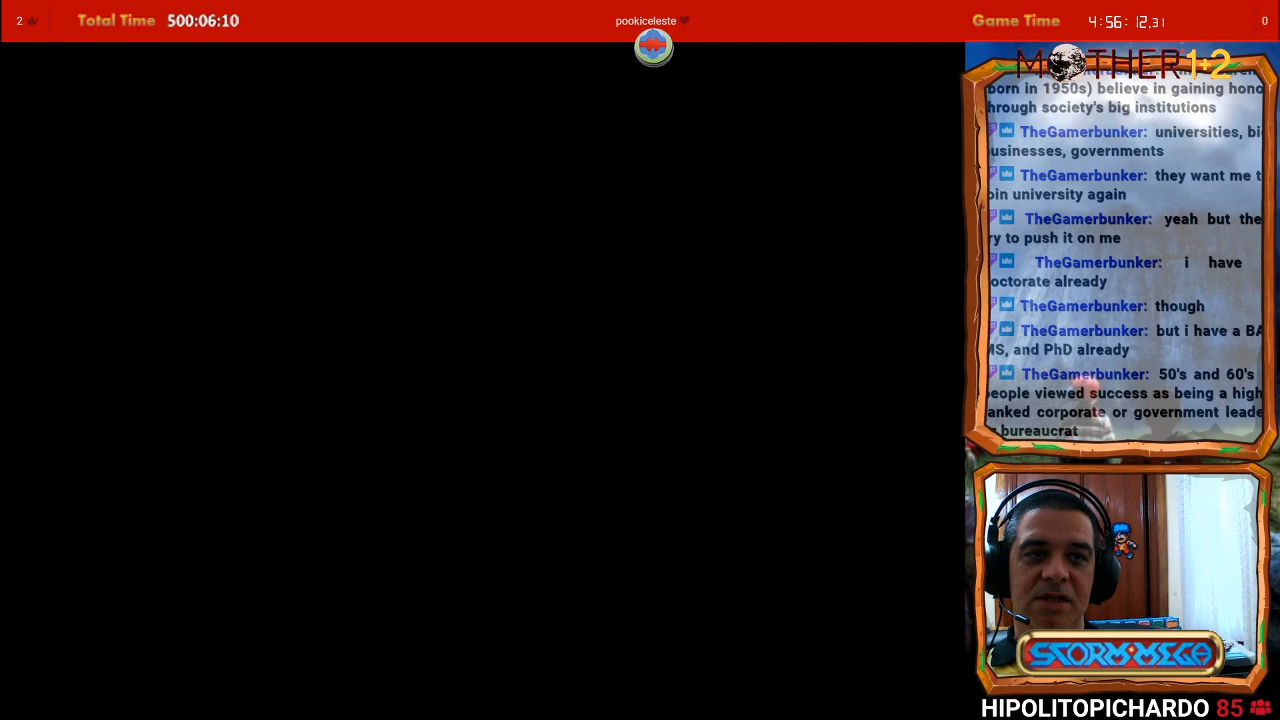 2
Total Time 500:06:10
pookiceleste
Game Time 4:56:12,31
0
MOTHER 1+2
born in 1950s) believe in gaining hono
hrough society's big institutions
TheGamerbunker: universities, bi
usinesses, governments
TheGamerbunker: they want me t
oin university again
TheGamerbunker: yeah but the
ry to push it on me
TheGamerbunker: i have
octorate already
TheGamerbunker: though
TheGamerbunker: but i have a BA
MS, and PhD already
TheGamerbunker: 50's and 60's
people viewed success as being a high
anked corporate or government leade
bureaucrat
STORM MEGA
HIPOLITOPICHARDO 85